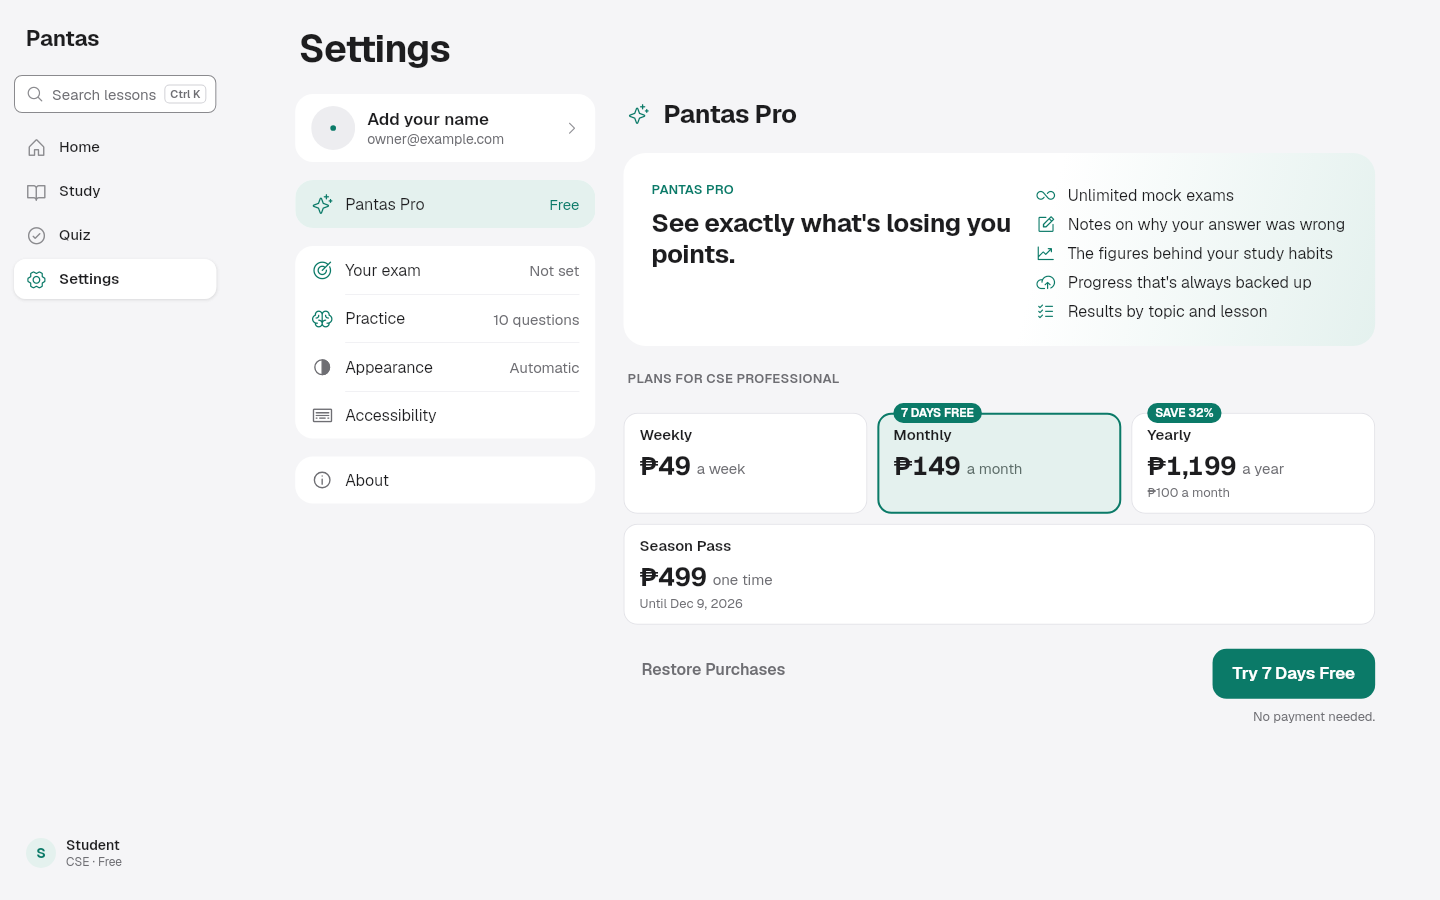 Pantas
Search lessons
Ctrl K
Home
Study
Quiz
Settings
Student
S
CSE · Free
Settings
Add your name
owner@example.com
Pantas Pro
Free
Your exam
Not set
Practice
10 questions
Appearance
Automatic
Accessibility
About
Pantas Pro
PANTAS PRO
See exactly what's losing you
points.
Unlimited mock exams
Notes on why your answer was wrong
The figures behind your study habits
Progress that's always backed up
Results by topic and lesson
PLANS FOR CSE PROFESSIONAL
Weekly
₱49 a week
7 DAYS FREE
Monthly
₱149 a month
SAVE 32%
Yearly
₱1,199 a year
₱100 a month
Season Pass
₱499 one time
Until Dec 9, 2026
Restore Purchases
Try 7 Days Free
No payment needed.